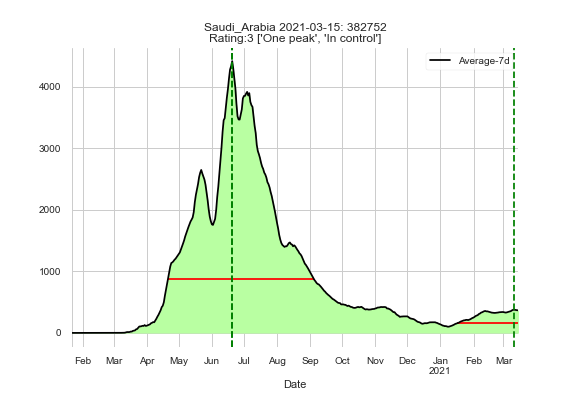 Saudi_Arabia 2021-03-15: 382752
Rating:3 ['One peak', 'In control']
Average-7d
4000
3000
2000
1000
0
Feb Mar Apr May Jun Jul Aug Sep Oct Nov Dec Jan Feb Mar
2021
Date